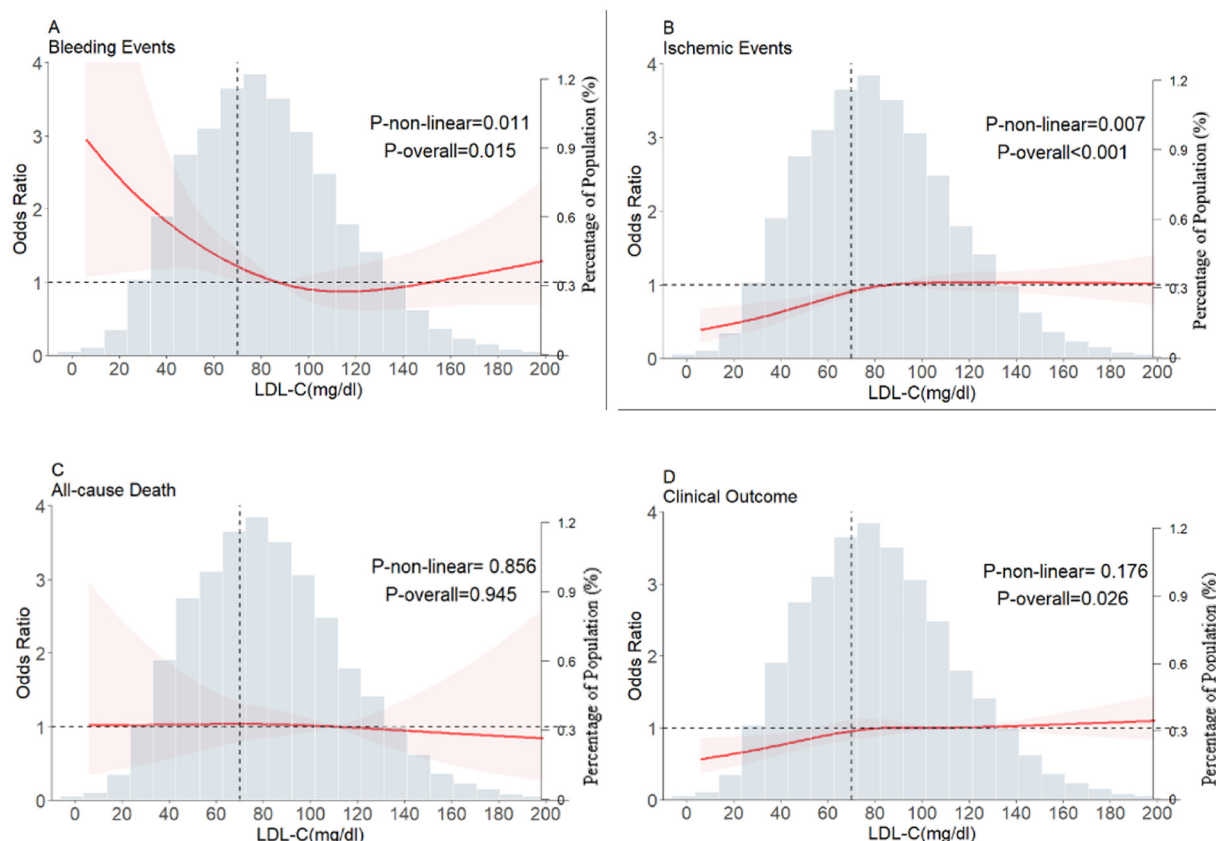 A
Bleeding Events
4
3
2
1
0
Odds Ratio
P-non-linear=0.011
P-overall=0.015
1.2
0.9
0.6
0.3
0
Percentage of Population (%)
0 20 40 60 80 100 120 140 160 180 200
LDL-C(mg/dl)
B
Ischemic Events
4
3
2
1
0
Odds Ratio
P-non-linear=0.007
P-overall<0.001
1.2
0.9
0.6
0.3
0
Percentage of Population (%)
0 20 40 60 80 100 120 140 160 180 200
LDL-C(mg/dl)
C
All-cause Death
4
3
2
1
0
Odds Ratio
P-non-linear= 0.856
P-overall=0.945
1.2
0.9
0.6
0.3
0
Percentage of Population (%)
0 20 40 60 80 100 120 140 160 180 200
LDL-C(mg/dl)
D
Clinical Outcome
4
3
2
1
0
Odds Ratio
P-non-linear= 0.176
P-overall=0.026
1.2
0.9
0.6
0.3
0
Percentage of Population (%)
0 20 40 60 80 100 120 140 160 180 200
LDL-C(mg/dl)